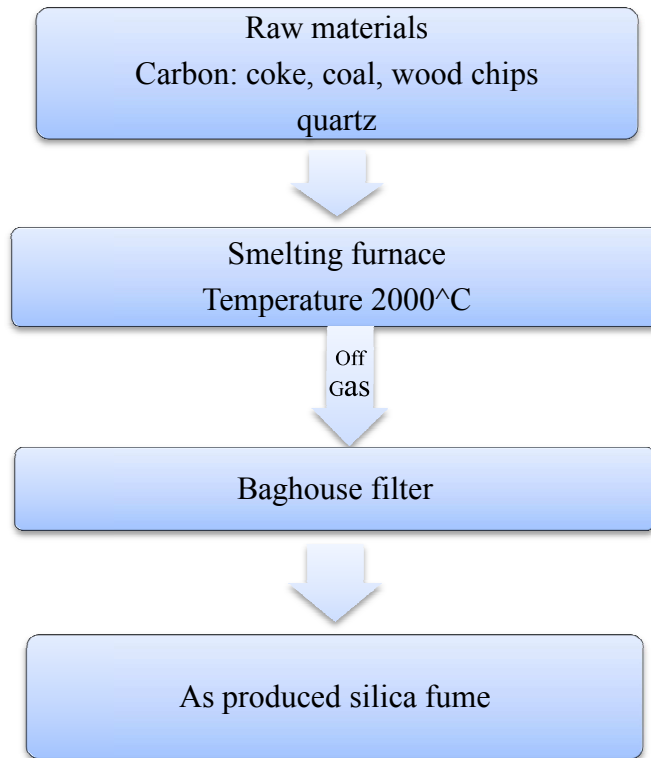 Raw materials
Carbon: coke, coal, wood chips
quartz
Smelting furnace
Temperature 2000^C
Off
Gas
Baghouse filter
As produced silica fume